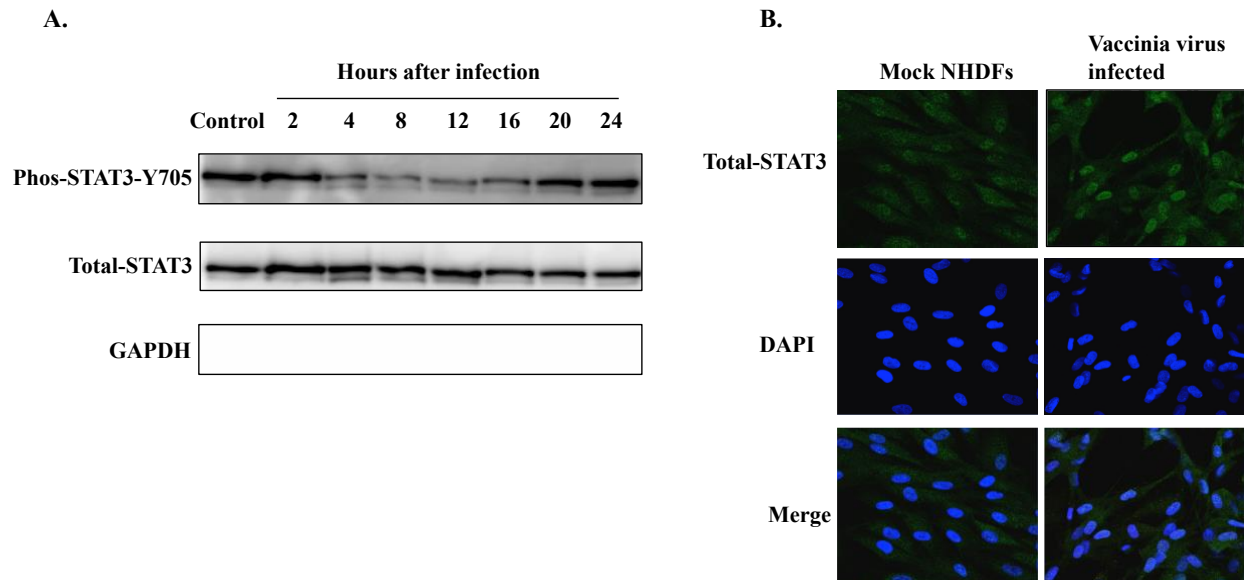 A.
Hours after infection
Control 2 4 8 12 16 20 24
Phos-STAT3-Y705
Total-STAT3
GAPDH
B.
Mock NHDFs
Vaccinia virus
infected
Total-STAT3
DAPI
Merge